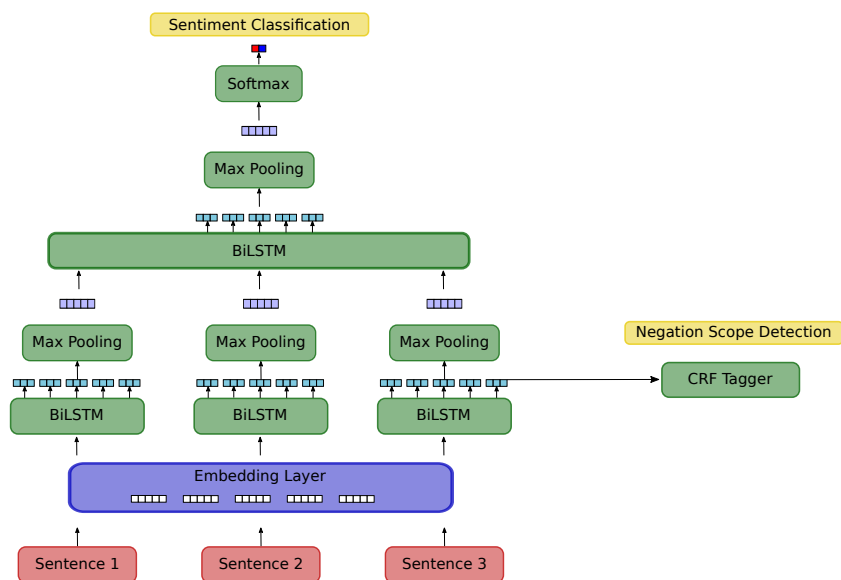 Sentiment Classification
Softmax
Max Pooling
BiLSTM
Max Pooling
Max Pooling
Max Pooling
Negation Scope Detection
CRF Tagger
BiLSTM
BiLSTM
BiLSTM
Embedding Layer
Sentence 1
Sentence 2
Sentence 3